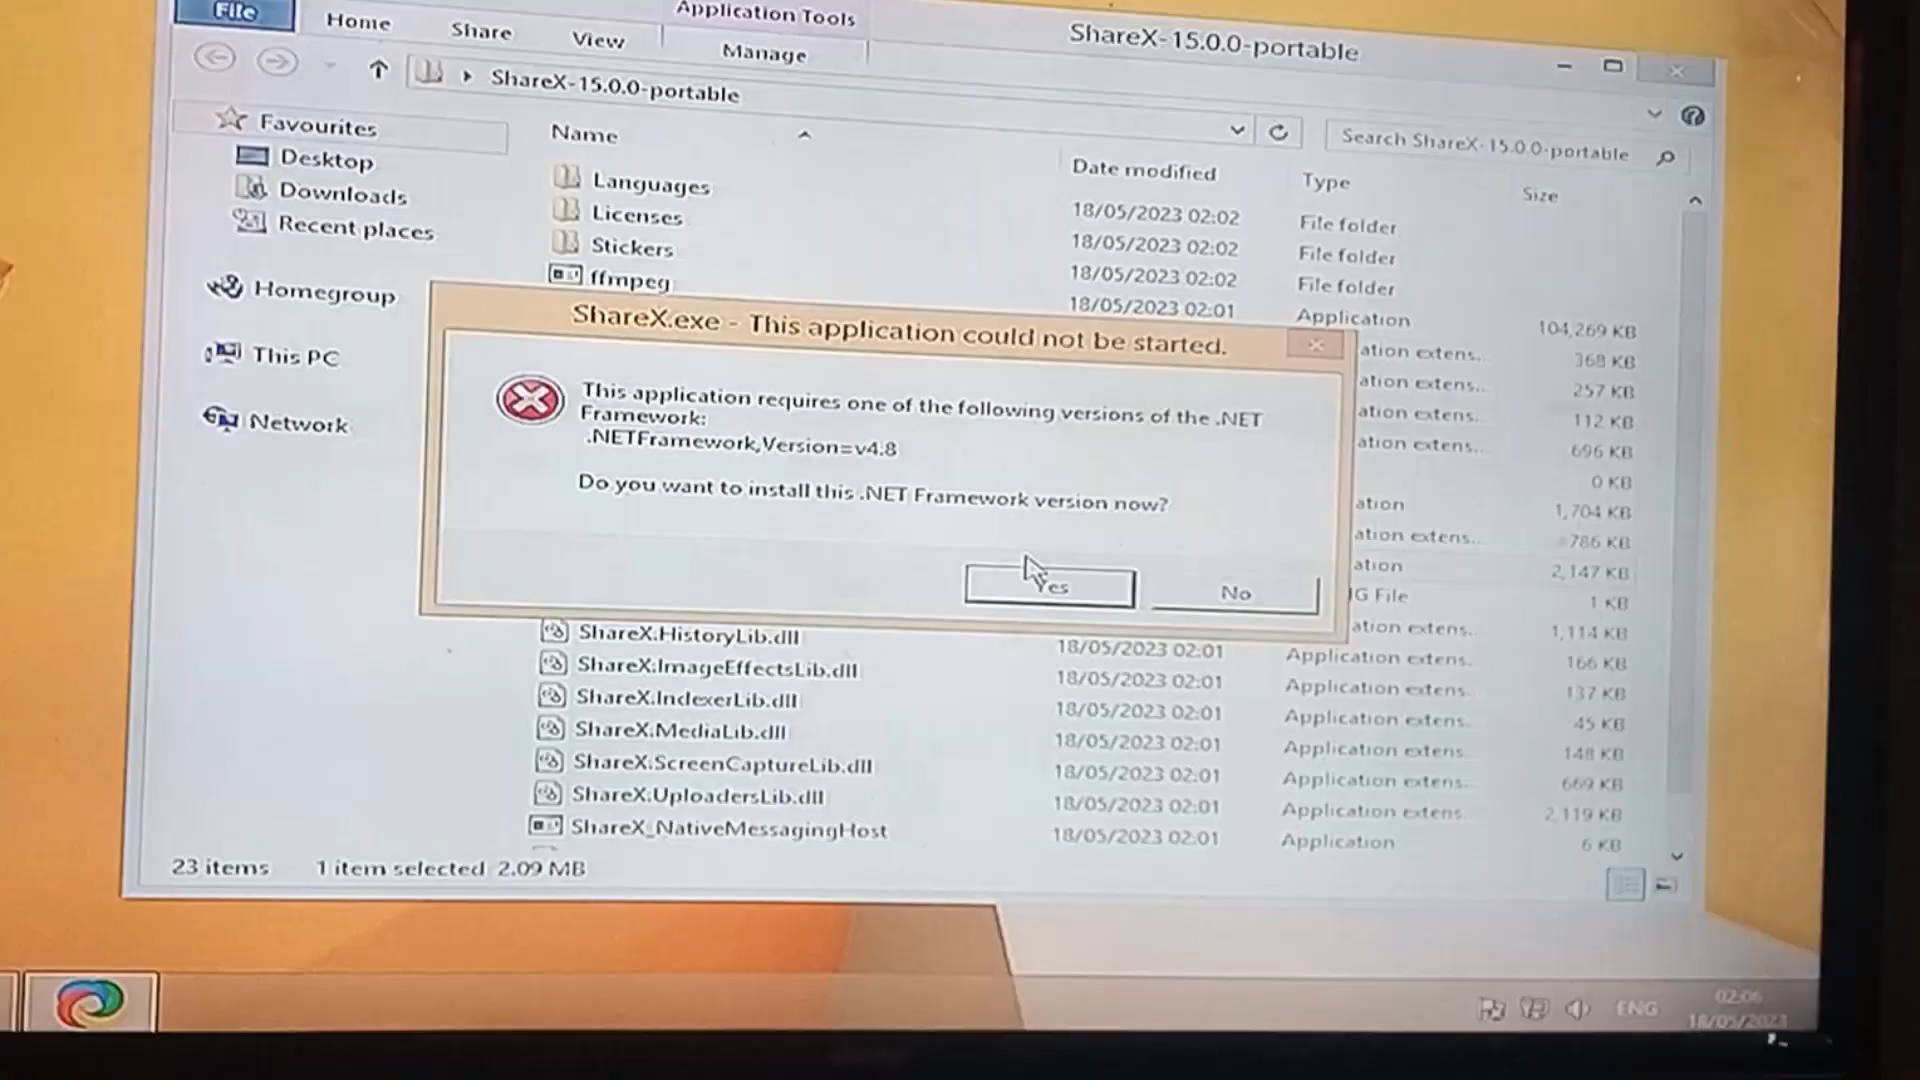 File
Home
Share
View
Application Tools
Manage
ShareX-15.0.0-portable
ShareX-15.0.0-portable
Search ShareX-15.0.0-portable
Favourites
Desktop
Downloads
Recent places
Homegroup
This PC
Network
Name
Date modified
Type
Size
Languages
18/05/2023 02:02
File folder
Licenses
18/05/2023 02:02
File folder
Stickers
18/05/2023 02:02
File folder
ffmpeg
18/05/2023 02:01
Application
104,269 KB
ation extens...
368 KB
ation extens...
257 KB
ation extens...
112 KB
ation extens...
696 KB
0 KB
ation
1,704 KB
ation extens...
786 KB
ation
2,147 KB
G File
1 KB
ation extens...
1,114 KB
ShareX.exe - This application could not be started.
This application requires one of the following versions of the .NET
Framework:
.NETFramework,Version=v4.8
Do you want to install this .NET Framework version now?
Yes
No
ShareX.HistoryLib.dll
18/05/2023 02:01
Application extens...
166 KB
ShareX.ImageEffectsLib.dll
18/05/2023 02:01
Application extens...
137 KB
ShareX.IndexerLib.dll
18/05/2023 02:01
Application extens...
45 KB
ShareX.MediaLib.dll
18/05/2023 02:01
Application extens...
148 KB
ShareX.ScreenCaptureLib.dll
18/05/2023 02:01
Application extens...
669 KB
ShareX.UploadersLib.dll
18/05/2023 02:01
Application extens...
2,119 KB
ShareX_NativeMessagingHost
18/05/2023 02:01
Application
6 KB
23 items
1 item selected 2.09 MB
ENG
02:06
18/05/2023